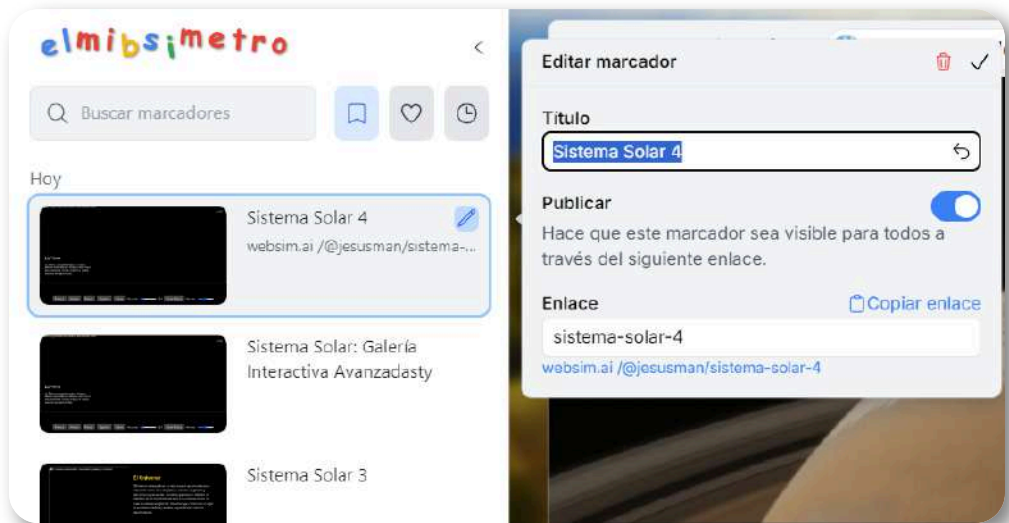 elmibsimetro
Buscar marcadores
Hoy
Sistema Solar 4
websim.ai /@jesusman/sistema-...
Sistema Solar: Galería
Interactiva Avanzadasty
Sistema Solar 3
El Universo
Editar marcador
Título
Sistema Solar 4
Publicar
Hace que este marcador sea visible para todos a
través del siguiente enlace.
Enlace
Copiar enlace
sistema-solar-4
websim.ai /@jesusman/sistema-solar-4